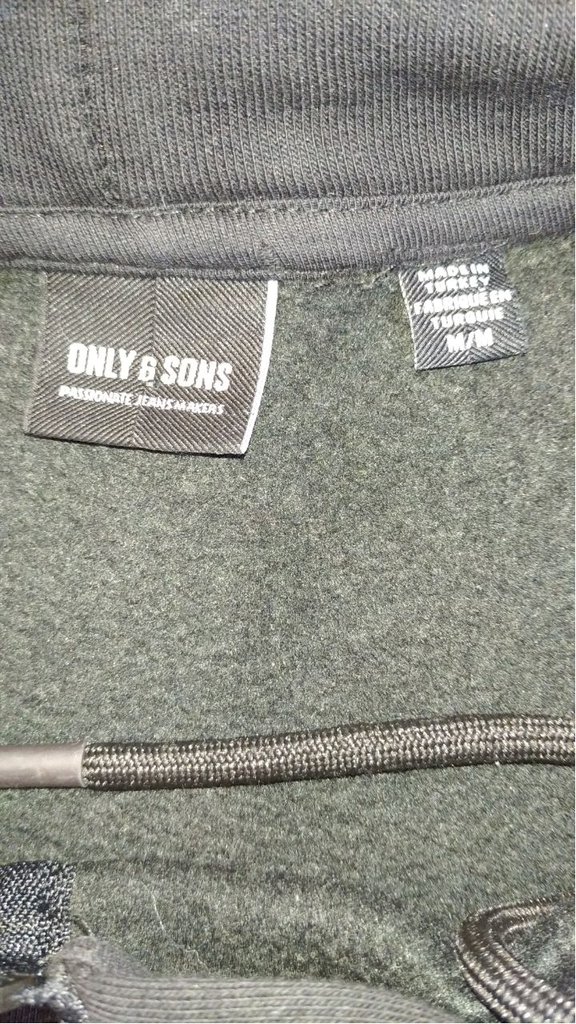 ONLY & SONS
PASSIONATE JEANS MAKERS
MADE IN
TURKEY
FABRIQUE EN
TURQUIE
M/M